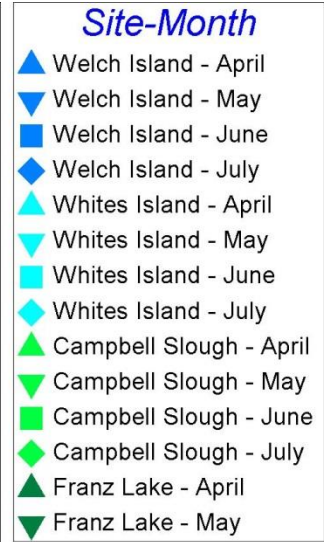 Site-Month
Welch Island - April
Welch Island - May
Welch Island - June
Welch Island - July
Whites Island - April
Whites Island - May
Whites Island - June
Whites Island - July
Campbell Slough - April
Campbell Slough - May
Campbell Slough - June
Campbell Slough - July
Franz Lake - April
Franz Lake - May